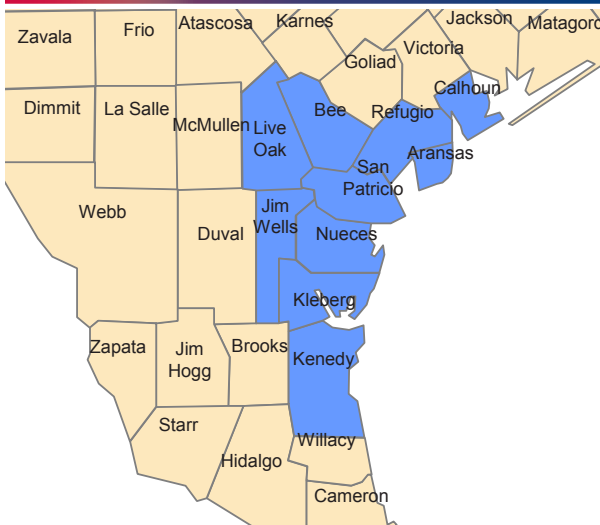 Zavala
Frio
Atascosa
Karnes
Jackson
Matagord
Goliad
Victoria
Dimmit
La Salle
McMullen
Live
Oak
Bee
Refugio
Calhoun
Aransas
San
Patricio
Webb
Duval
Jim
Wells
Nueces
Kleberg
Zapata
Jim
Hogg
Brooks
Kenedy
Starr
Hidalgo
Willacy
Cameron